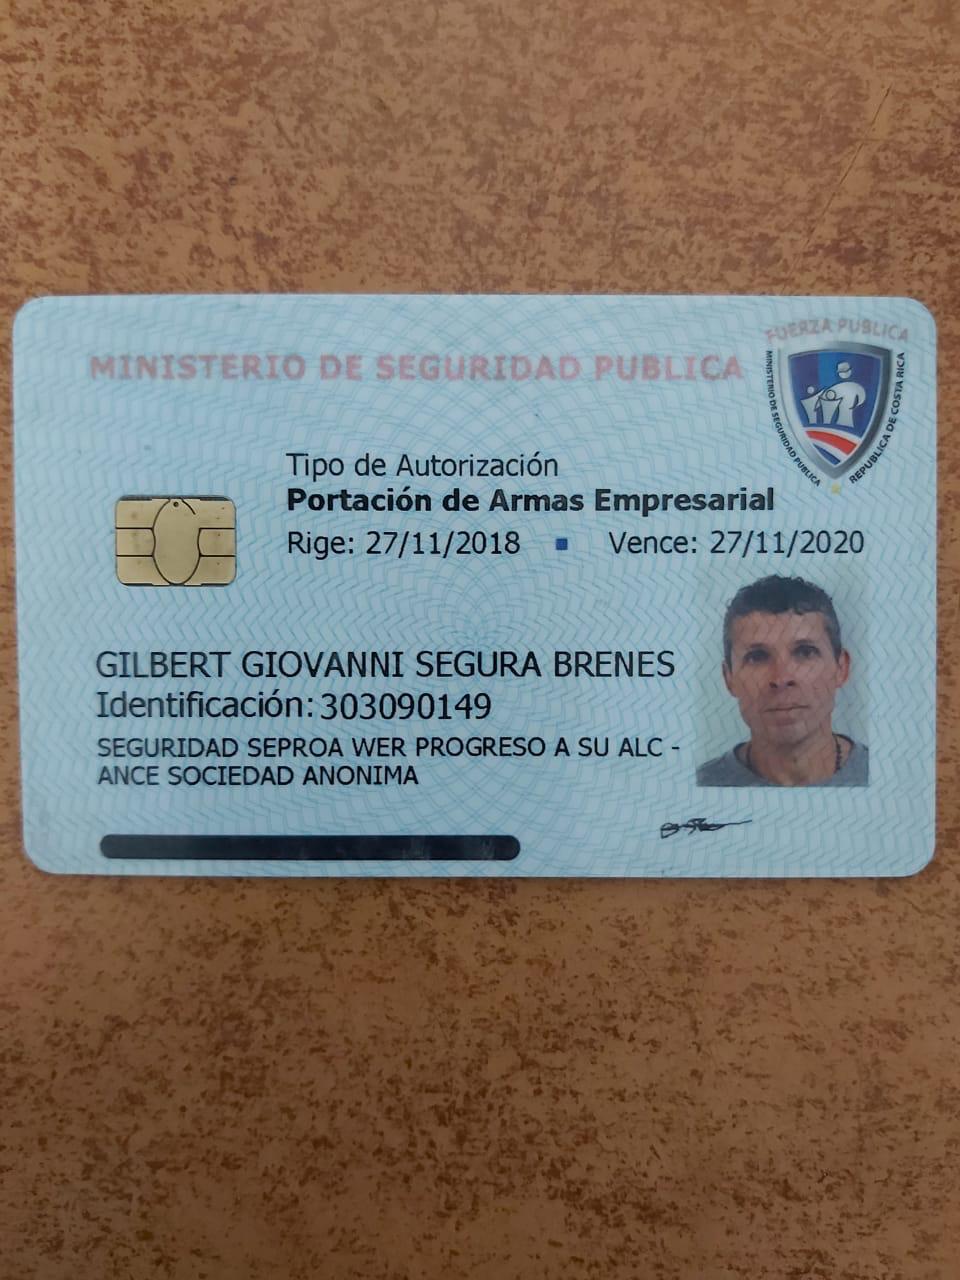 FUERZA PUBLICA
MINISTERIO DE SEGURIDAD PUBLICA
REPUBLICA DE COSTA RICA
MINISTERIO DE SEGURIDAD PUBLICA
Tipo de Autorización
Portación de Armas Empresarial
Rige: 27/11/2018 ▪ Vence: 27/11/2020
GILBERT GIOVANNI SEGURA BRENES
Identificación: 303090149
SEGURIDAD SEPROA WER PROGRESO A SU ALC -
ANCE SOCIEDAD ANONIMA